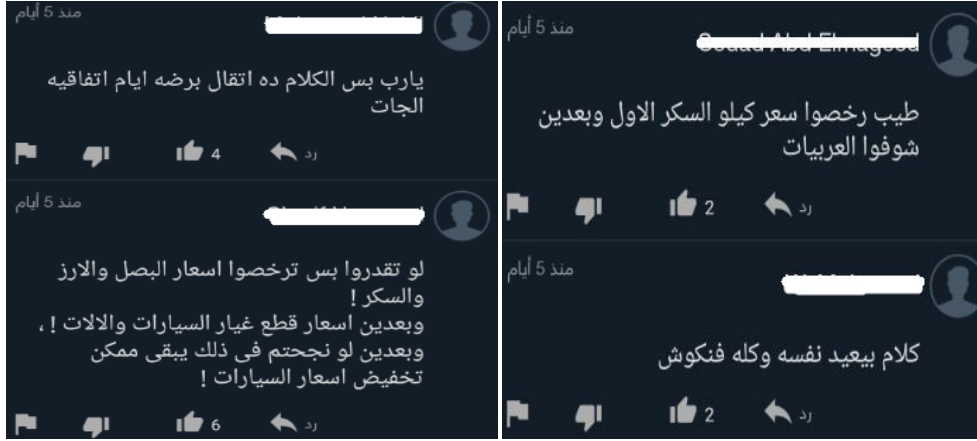 منذ 5 أيام
يارب بس الكلام ده اتقال برضه ايام اتفاقيه
الجات
4 رد
منذ 5 أيام
لو تقدروا بس ترخصوا اسعار البصل والارز
والسكر !
وبعدين اسعار قطع غيار السيارات والالات ! ،
وبعدين لو نجحتم فى ذلك يبقى ممكن
تخفيض اسعار السيارات !
6 رد
منذ 5 أيام
طيب رخصوا سعر كيلو السكر الاول وبعدين
شوفوا العربيات
2 رد
منذ 5 أيام
كلام بيعيد نفسه وكله فنكوش
2 رد